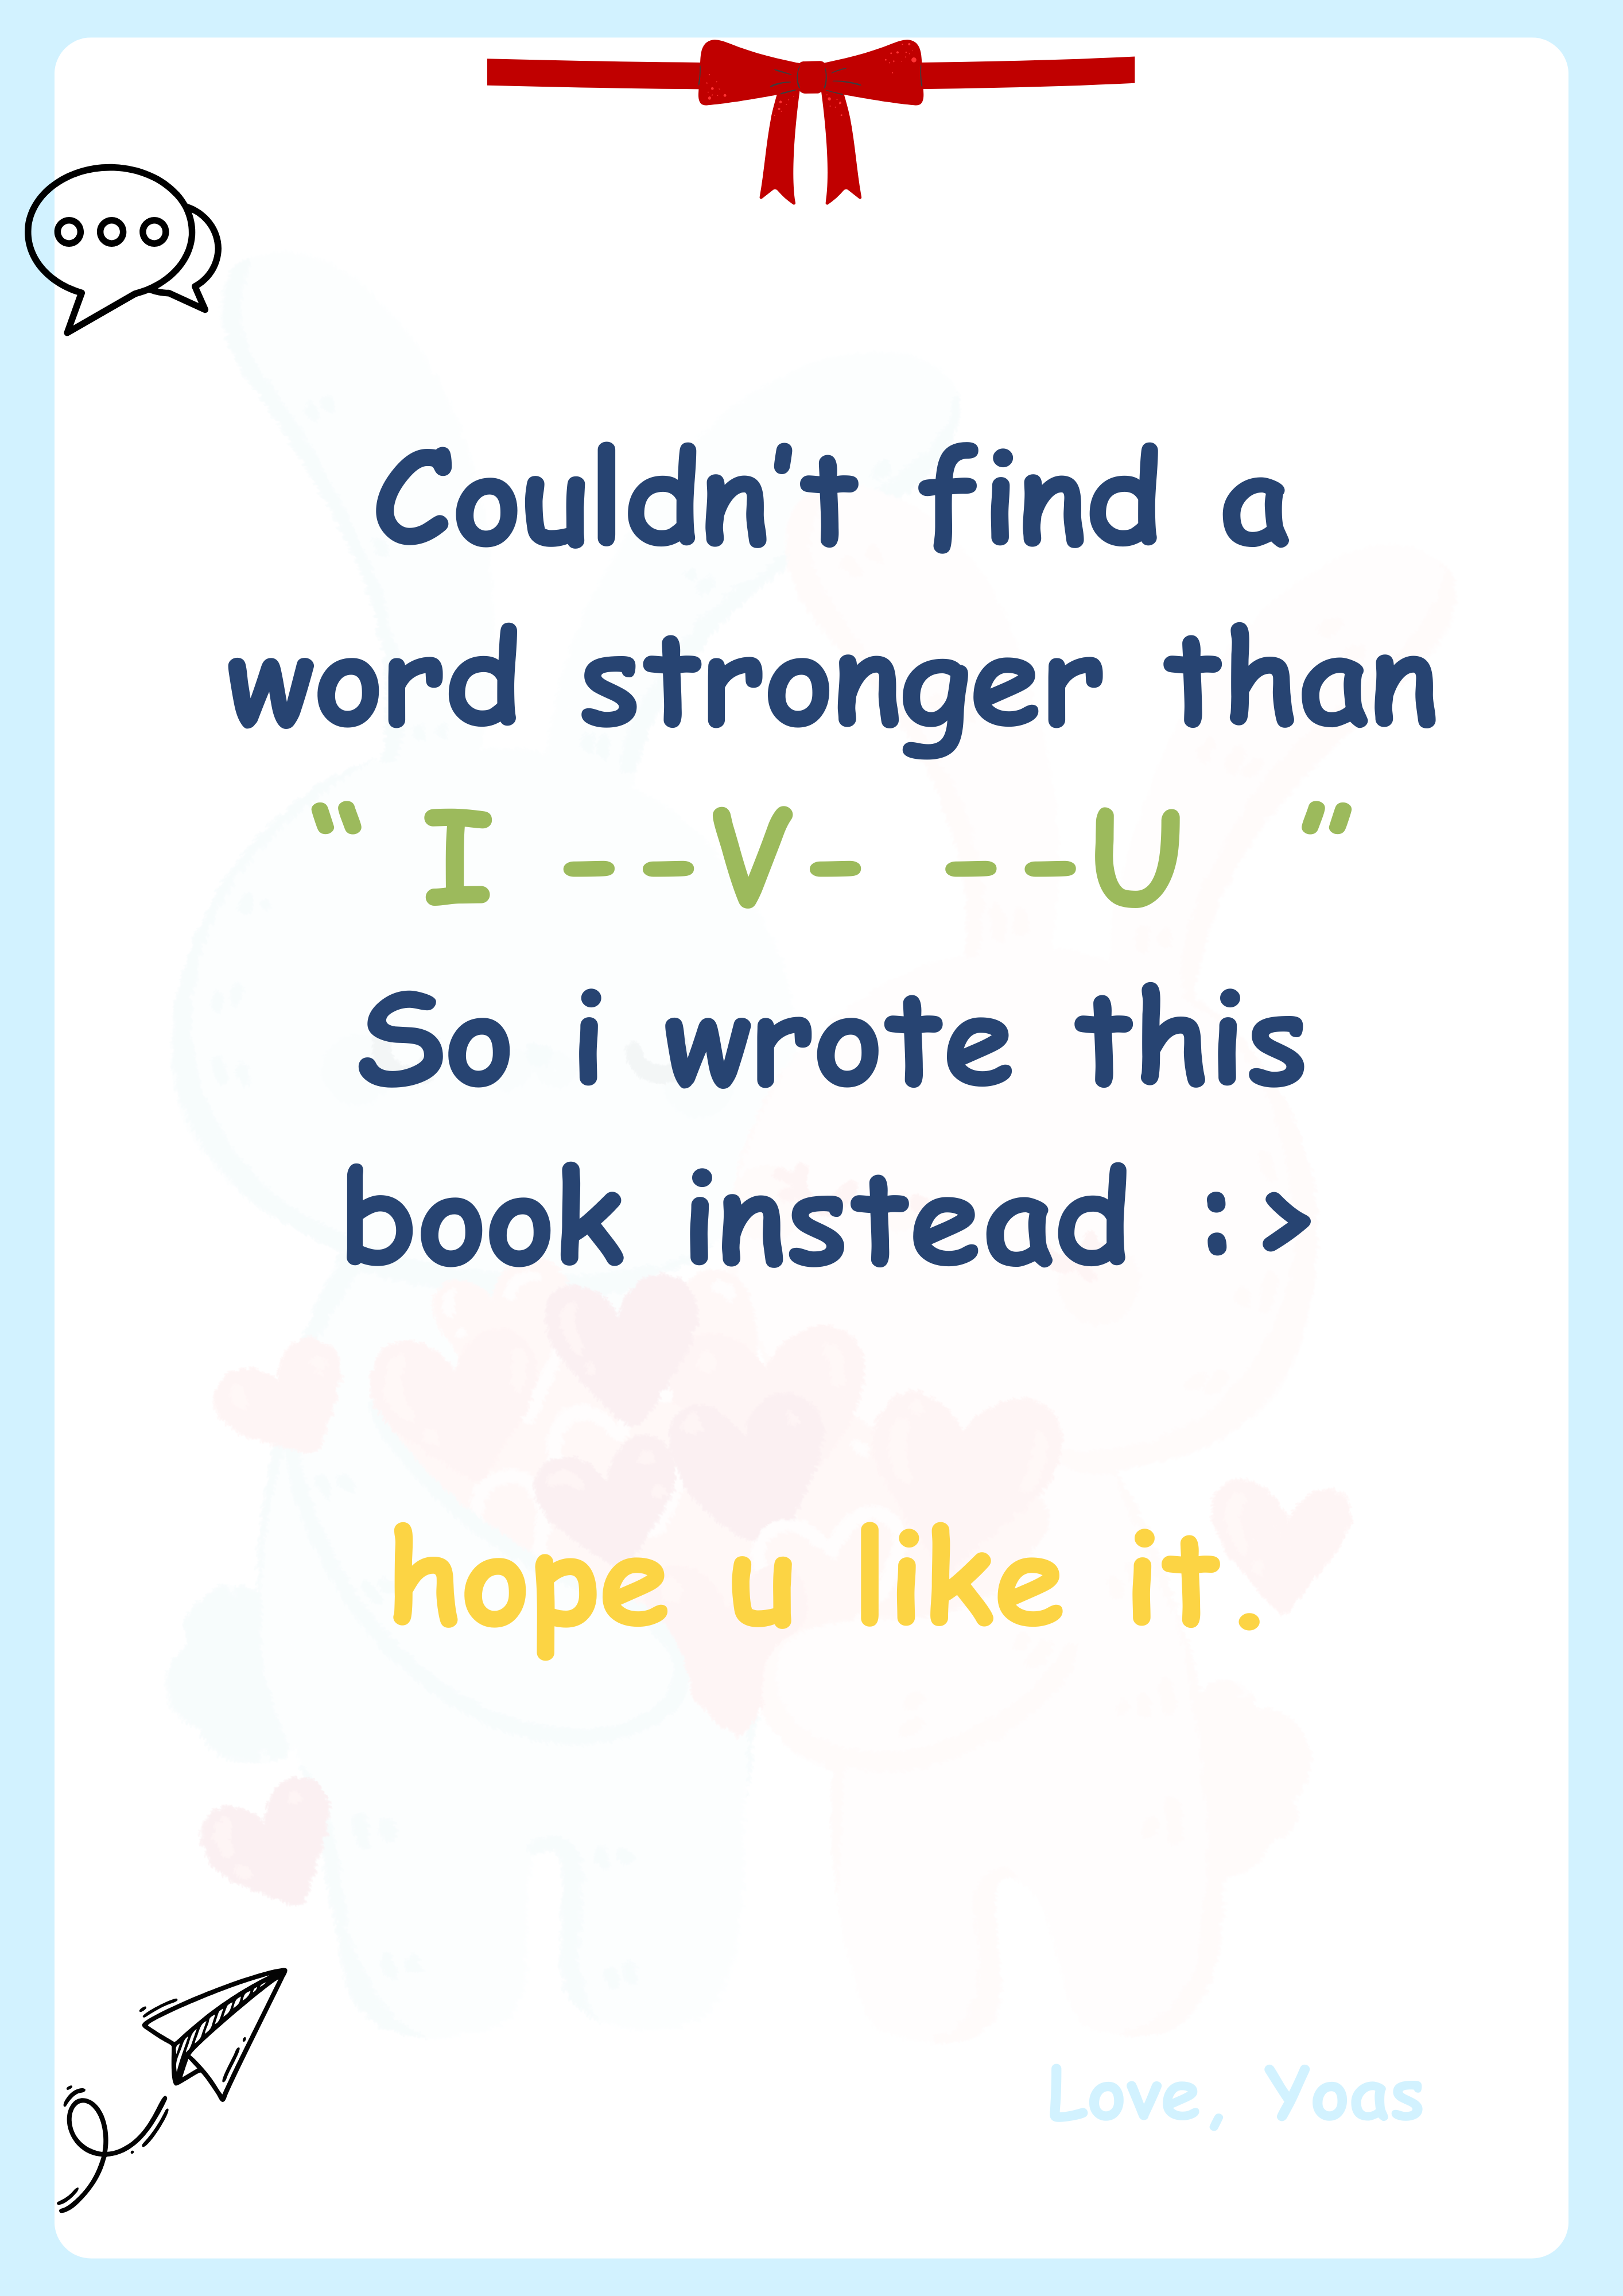 Couldn't find a
word stronger than
“ I --V- --U ”
So i wrote this
book instead :>
hope u like it.
Love, Yoas